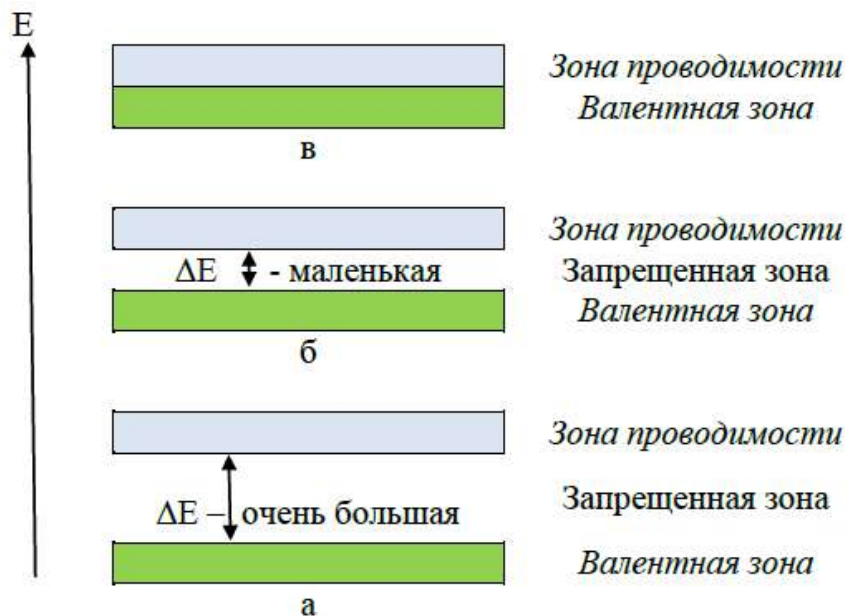 E
Зона проводимости
Валентная зона
в
Зона проводимости
ΔE - маленькая
Запрещенная зона
Валентная зона
б
Зона проводимости
ΔE – очень большая
Запрещенная зона
Валентная зона
а